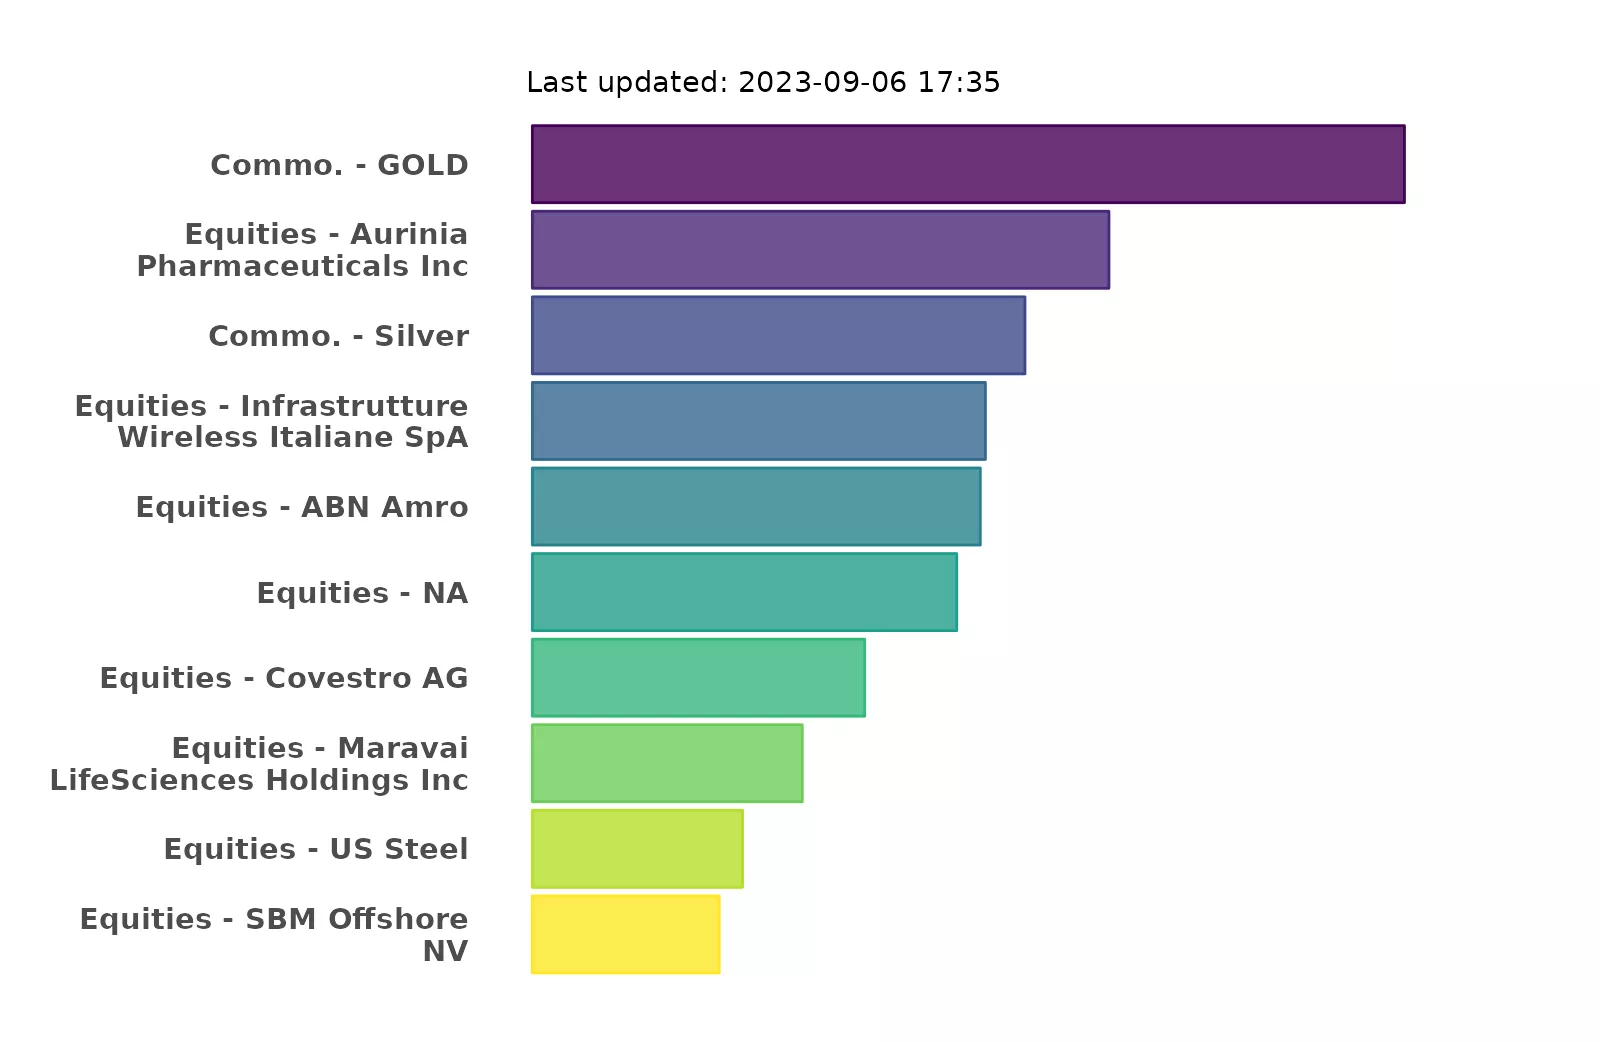 Last updated: 2023-09-06 17:35
Commo. - GOLD
Equities - Aurinia
Pharmaceuticals Inc
Commo. - Silver
Equities - Infrastrutture
Wireless Italiane SpA
Equities - ABN Amro
Equities - NA
Equities - Covestro AG
Equities - Maravai
LifeSciences Holdings Inc
Equities - US Steel
Equities - SBM Offshore
NV